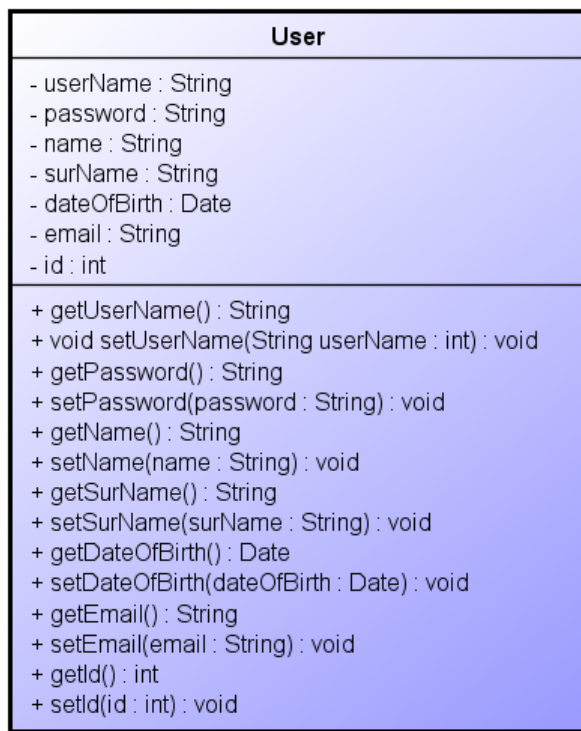 User
- userName : String
- password : String
- name : String
- surName : String
- dateOfBirth : Date
- email : String
- id : int
+ getUserName() : String
+ void setUserName(String userName : int) : void
+ getPassword() : String
+ setPassword(password : String) : void
+ getName() : String
+ setName(name : String) : void
+ getSurName() : String
+ setSurName(surName : String) : void
+ getDateOfBirth() : Date
+ setDateOfBirth(dateOfBirth : Date) : void
+ getEmail() : String
+ setEmail(email : String) : void
+ getId() : int
+ setId(id : int) : void